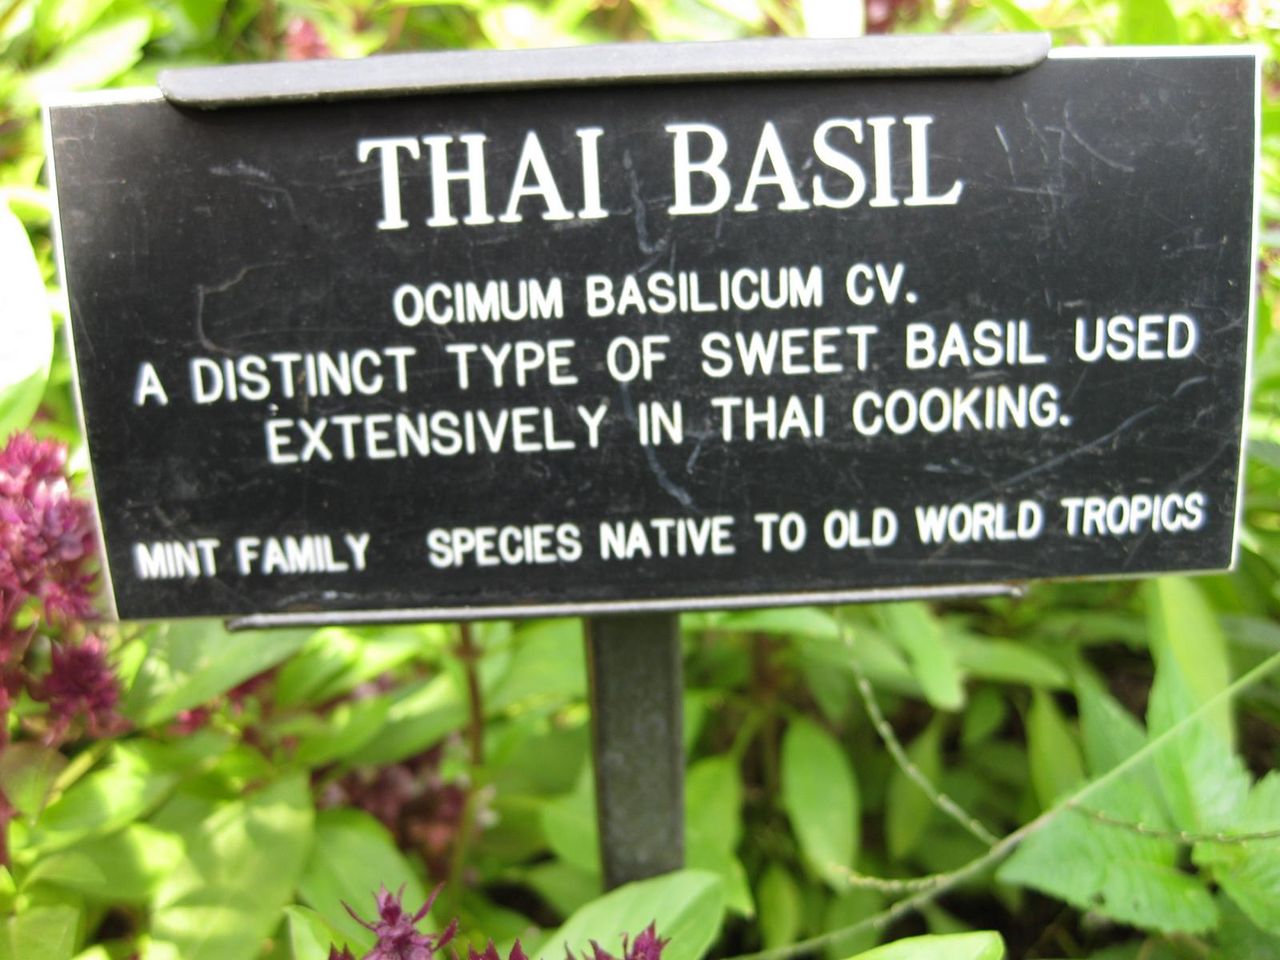 THAI BASIL
OCIMUM BASILICUM CV.
A DISTINCT TYPE OF SWEET BASIL USED
EXTENSIVELY IN THAI COOKING.
MINT FAMILY SPECIES NATIVE TO OLD WORLD TROPICS